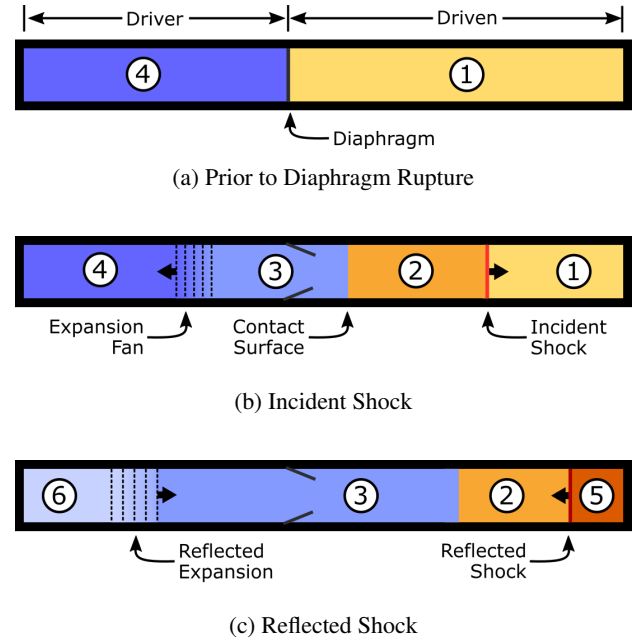 Driver Driven
4 1
Diaphragm
(a) Prior to Diaphragm Rupture
4 3 2 1
Expansion Fan Contact Surface Incident Shock
(b) Incident Shock
6 3 2 5
Reflected Expansion Reflected Shock
(c) Reflected Shock